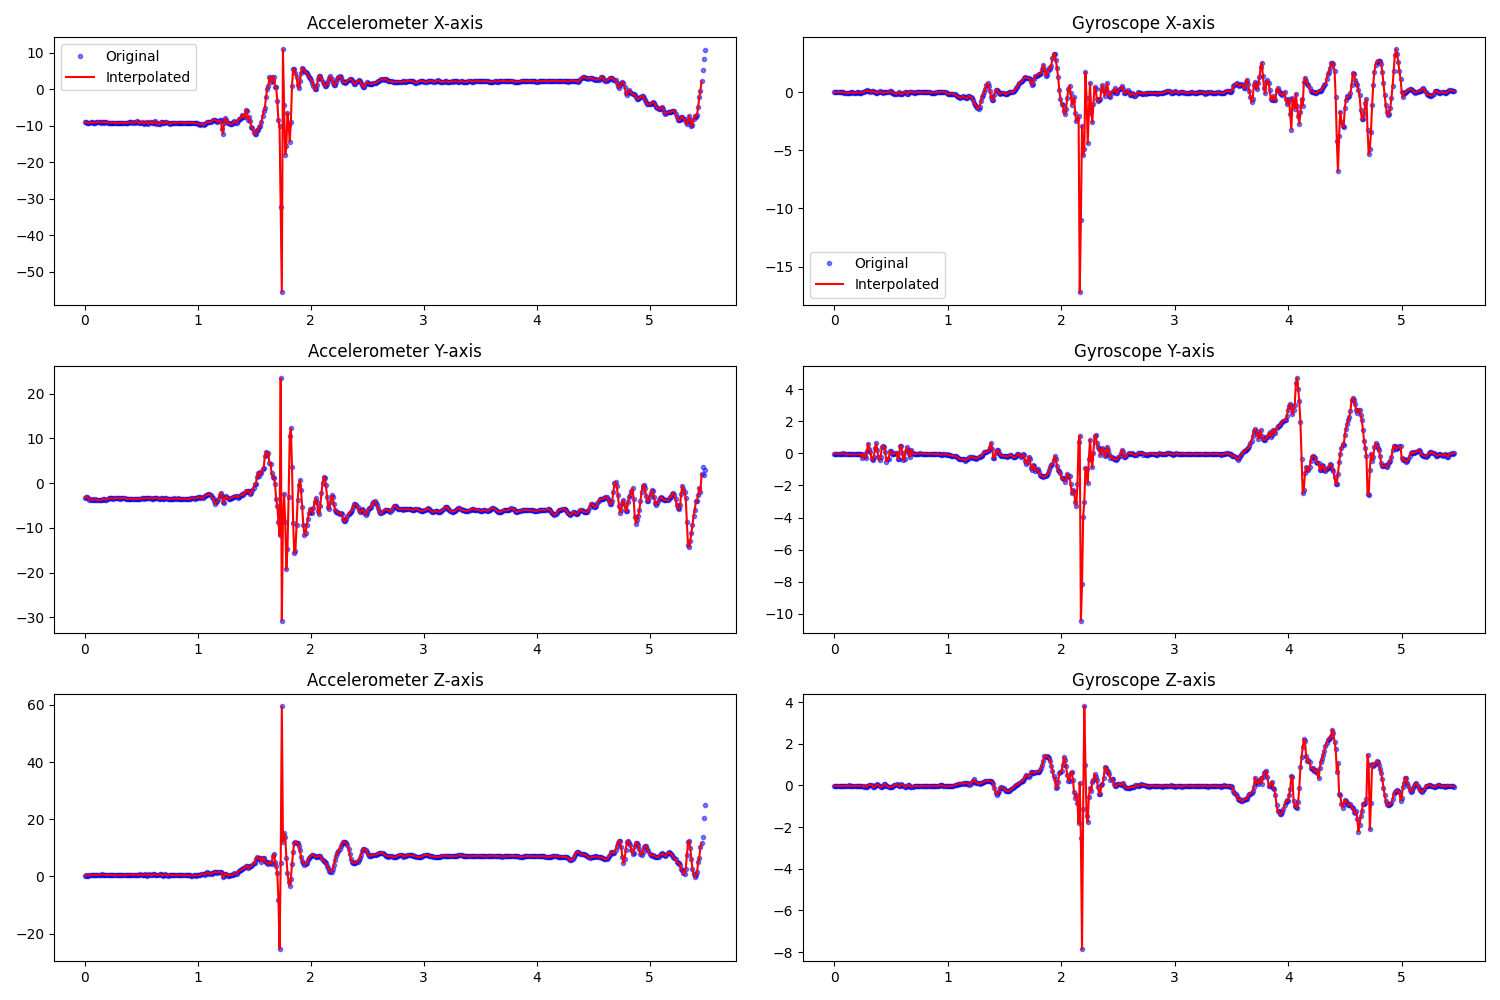 Accelerometer X-axis
10
0
−10
−20
−30
−40
−50
Original
Interpolated
0 1 2 3 4 5
Gyroscope X-axis
0
−5
−10
−15
Original
Interpolated
0 1 2 3 4 5
Accelerometer Y-axis
20
10
0
−10
−20
−30
0 1 2 3 4 5
Gyroscope Y-axis
4
2
0
−2
−4
−6
−8
−10
0 1 2 3 4 5
Accelerometer Z-axis
60
40
20
0
−20
0 1 2 3 4 5
Gyroscope Z-axis
4
2
0
−2
−4
−6
−8
0 1 2 3 4 5